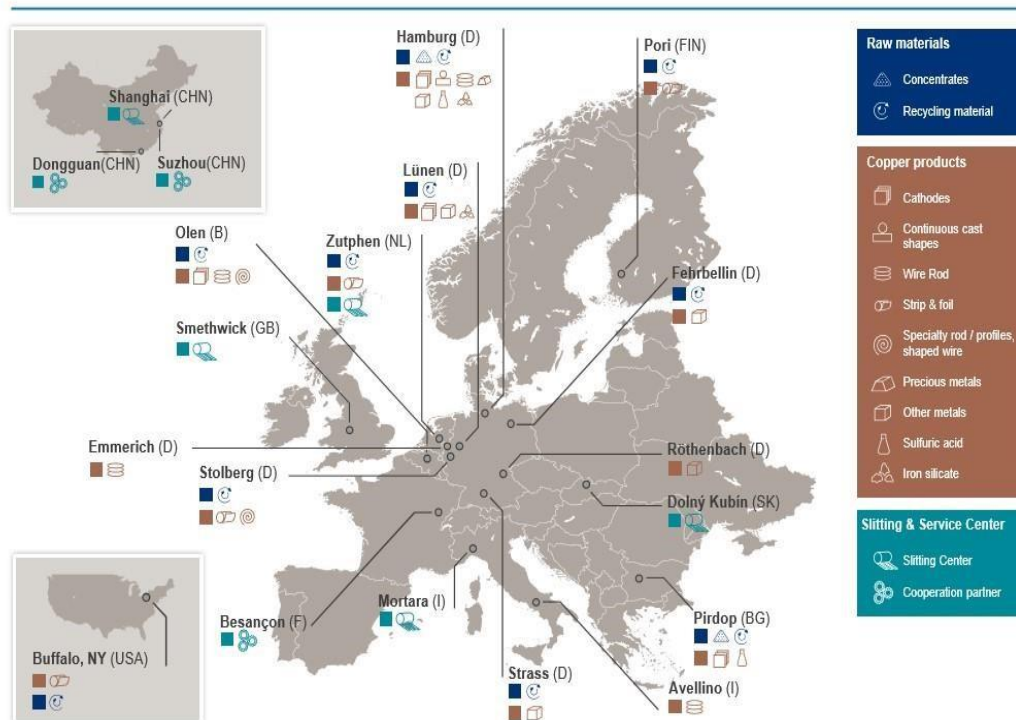 Hamburg (D)
Pori (FIN)
Shanghai (CHN)
Dongguan(CHN)
Suzhou(CHN)
Lünen (D)
Olen (B)
Zutphen (NL)
Fehrbellin (D)
Smethwick (GB)
Emmerich (D)
Stolberg (D)
Röthenbach (D)
Dolný Kubín (SK)
Besançon (F)
Mortara (I)
Pirdop (BG)
Buffalo, NY (USA)
Strass (D)
Avellino (I)
Raw materials
Concentrates
Recycling material
Copper products
Cathodes
Continuous cast
shapes
Wire Rod
Strip & foil
Specialty rod / profiles,
shaped wire
Precious metals
Other metals
Sulfuric acid
Iron silicate
Slitting & Service Center
Slitting Center
Cooperation partner